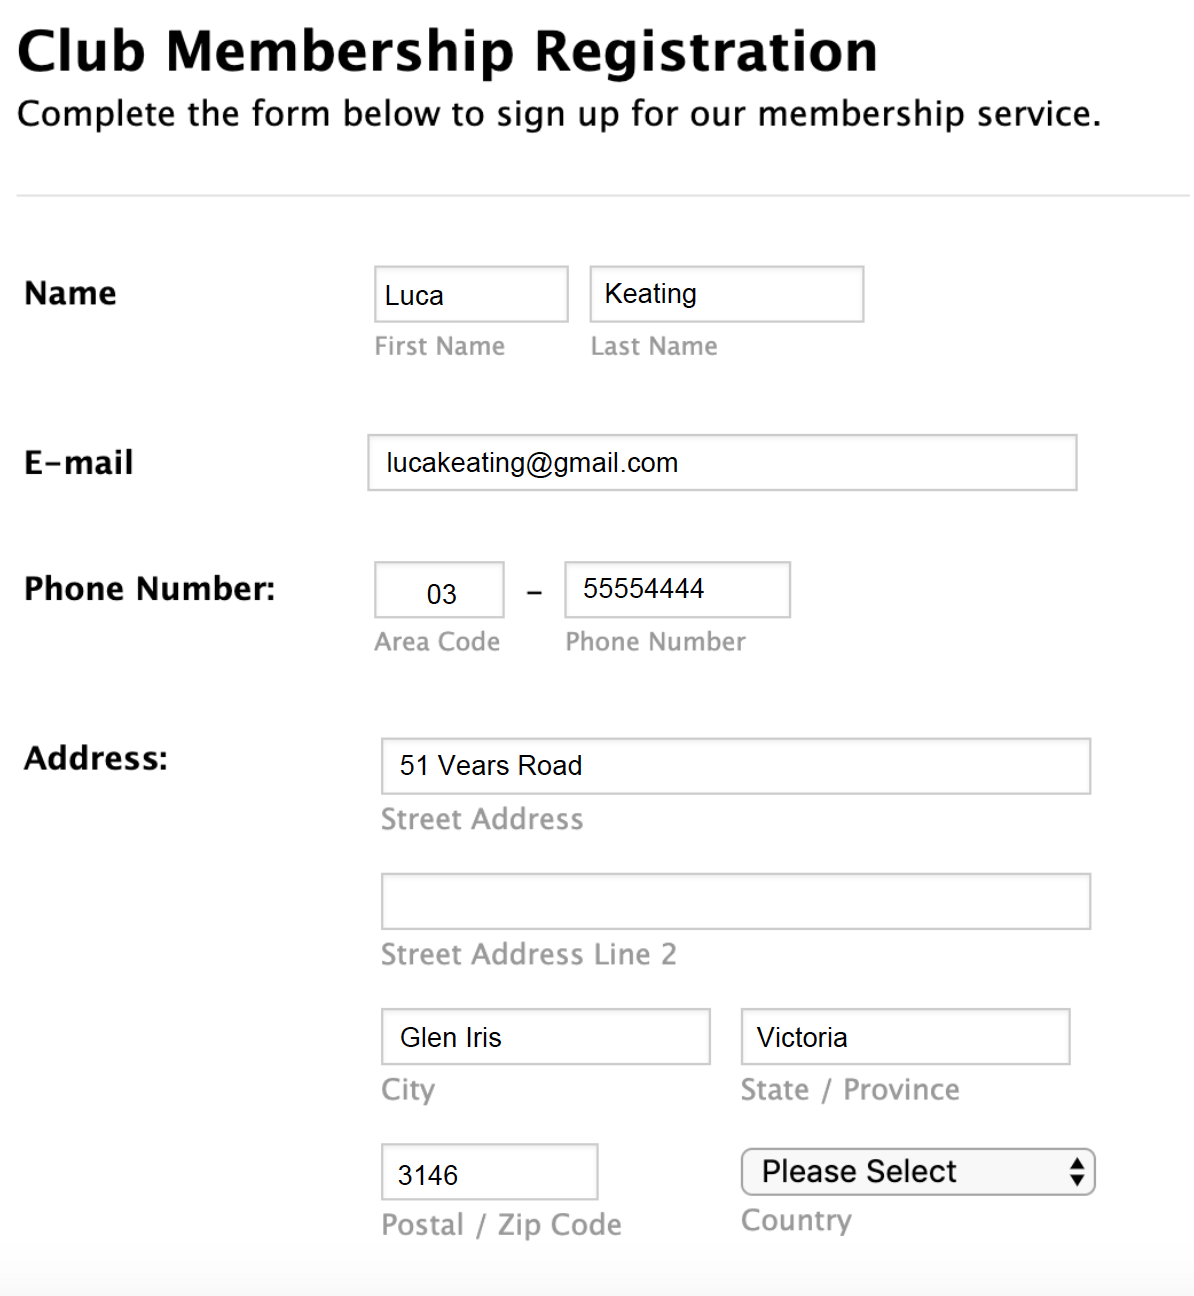 Club Membership Registration
Complete the form below to sign up for our membership service.
Name
Luca Keating
First Name Last Name
E-mail
lucakeating@gmail.com
Phone Number:
03 – 55554444
Area Code Phone Number
Address:
51 Vears Road
Street Address
Street Address Line 2
Glen Iris Victoria
City State / Province
3146 Please Select
Postal / Zip Code Country